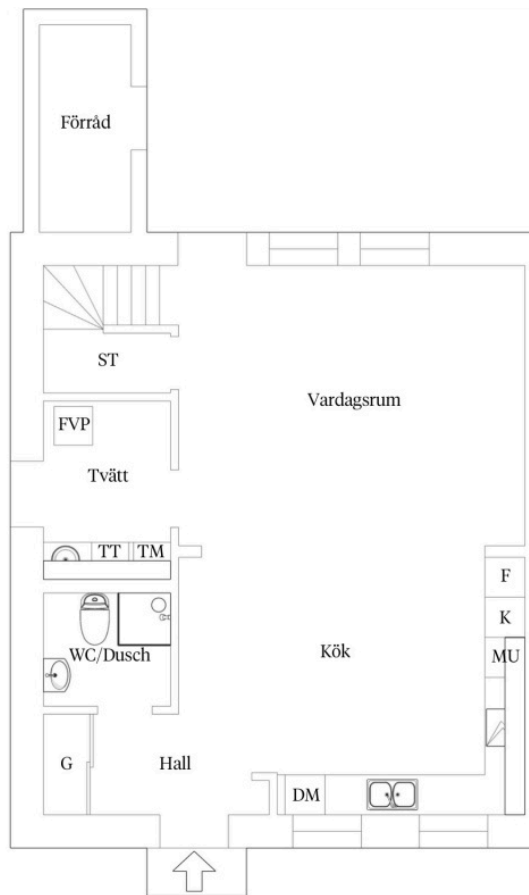 Förråd
ST
Vardagsrum
FVP
Tvätt
TT TM
F
K
WC/Dusch
Kök
MU
G
Hall
DM